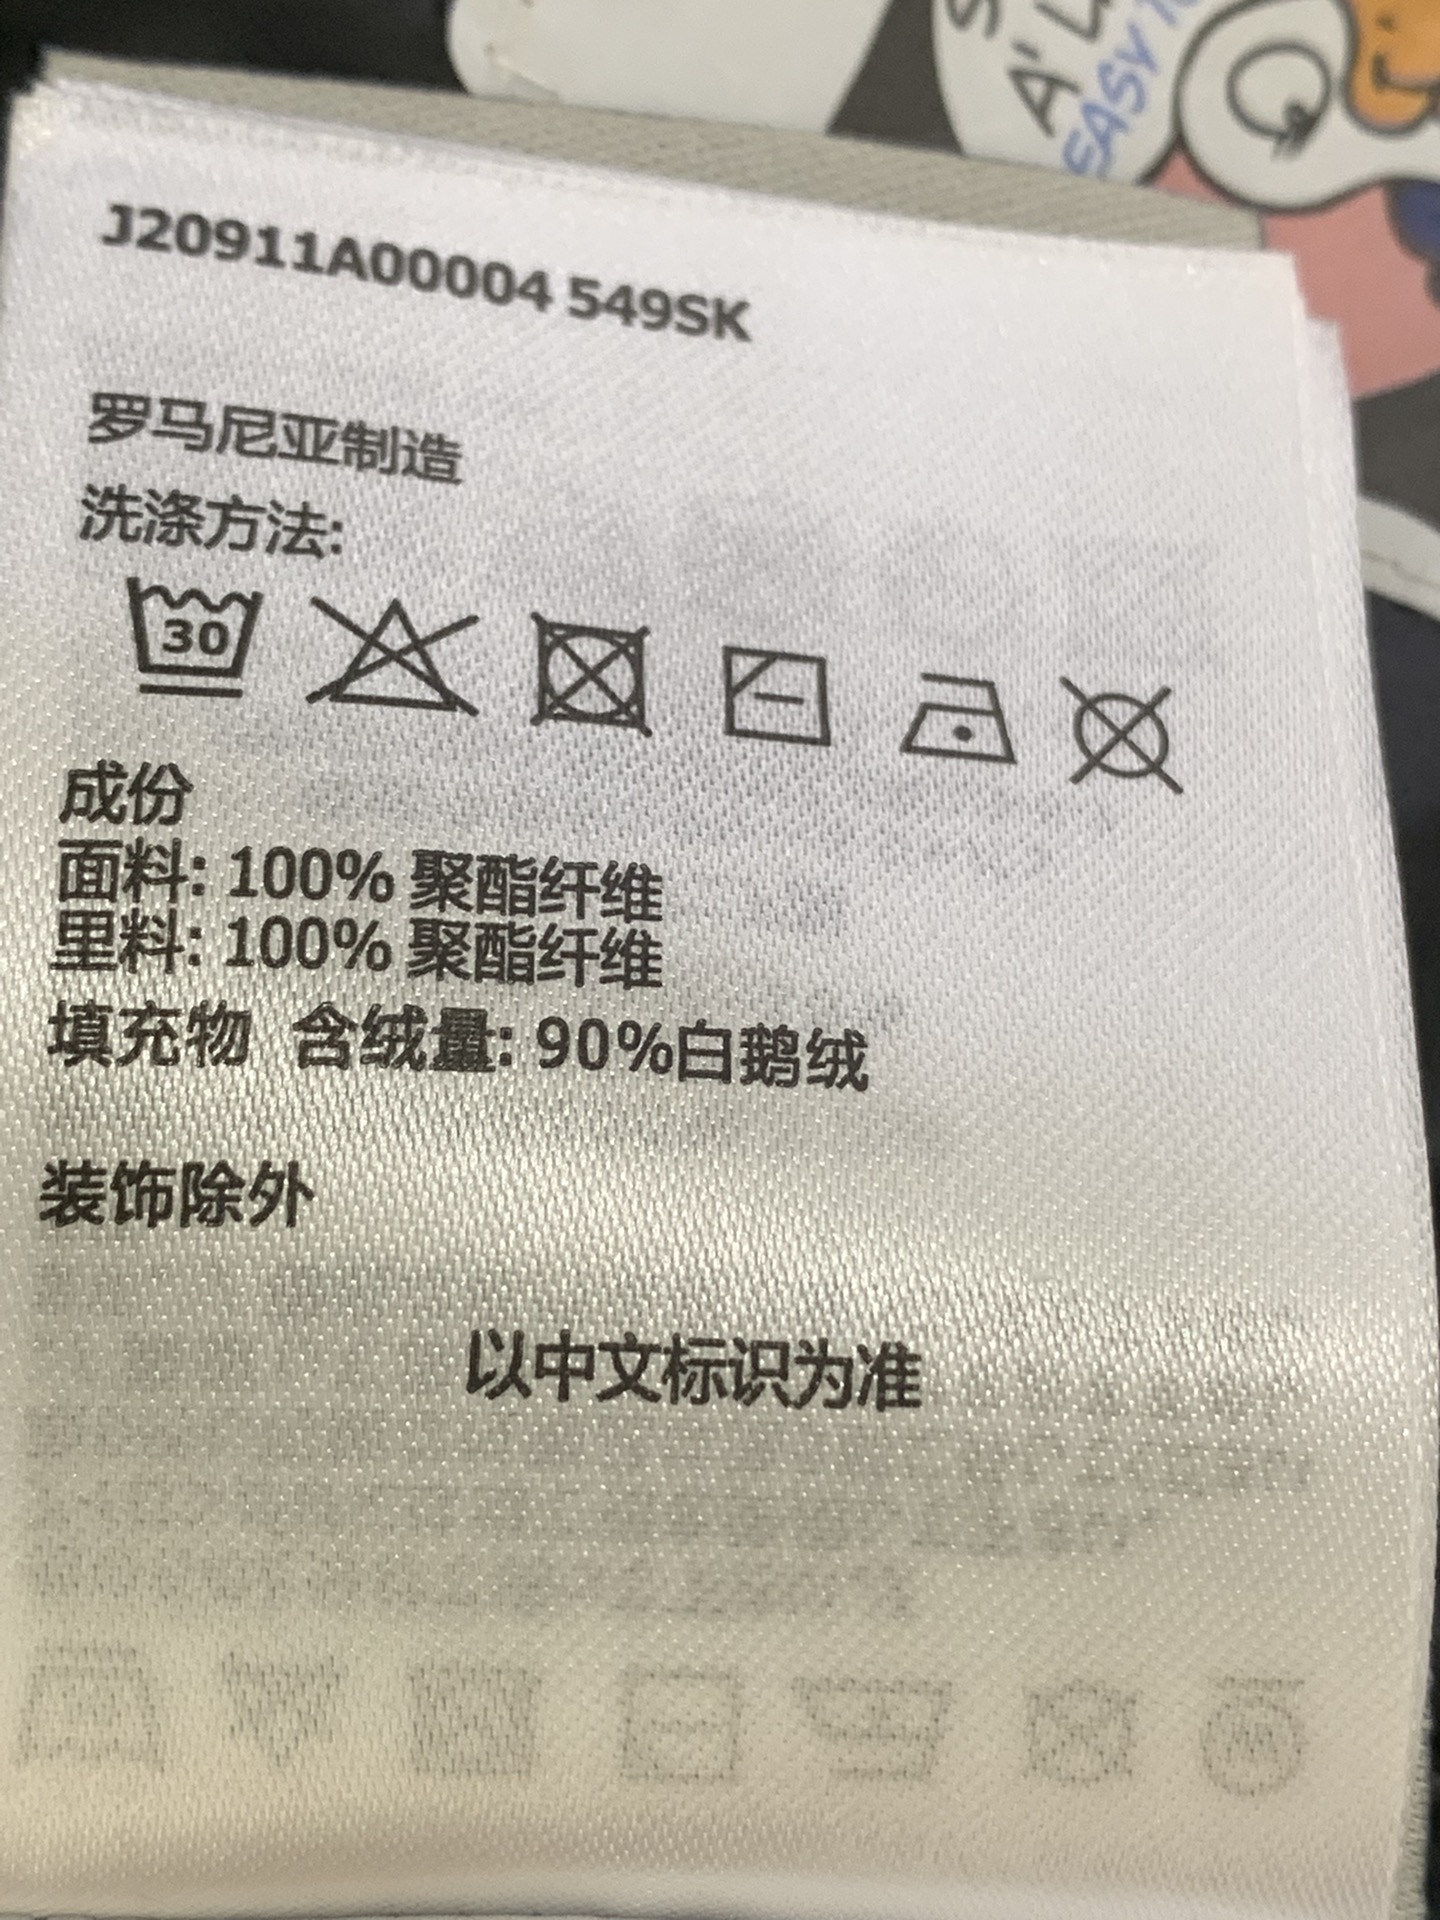 A'L
EASY
J20911A00004 549SK
罗马尼亚制造
洗涤方法:
30
成份
面料: 100% 聚酯纤维
里料: 100% 聚酯纤维
填充物 含绒量: 90%白鹅绒
装饰除外
以中文标识为准